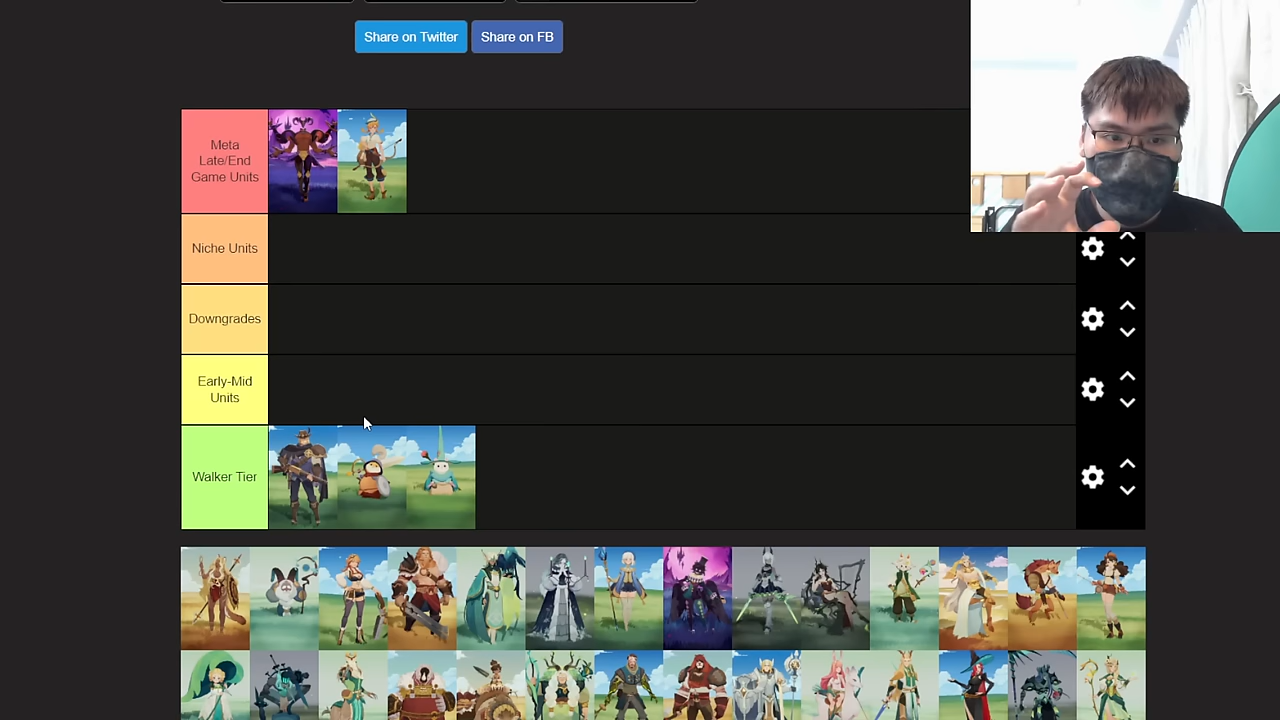 Share on Twitter
Share on FB
Meta
Late/End
Game Units
Niche Units
Downgrades
Early-Mid
Units
Walker Tier